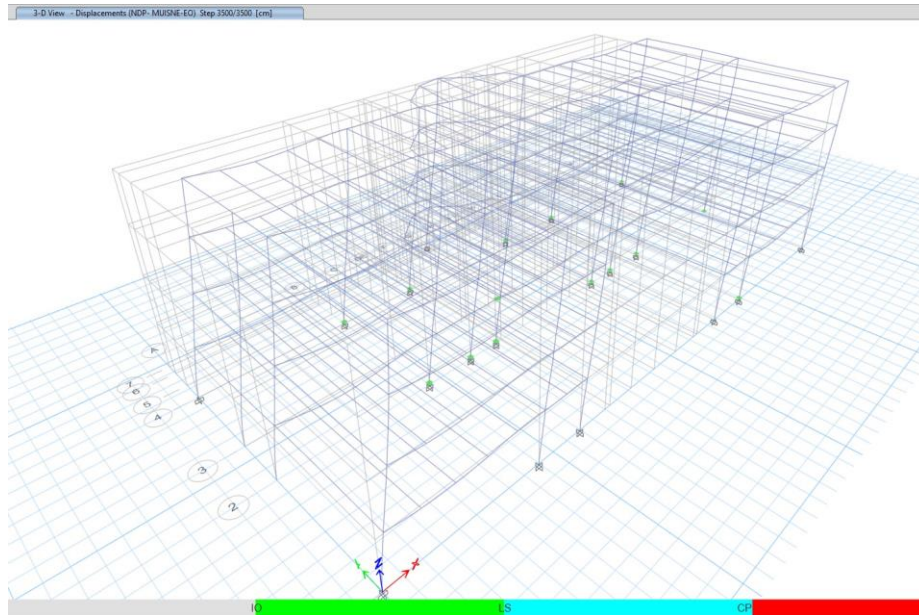 3-D View - Displacements (NDP- MUISNE-EO) Step 3500/3500 [cm]
7
6
5
4
3
2
Y
Z
X
IO
LS
CP